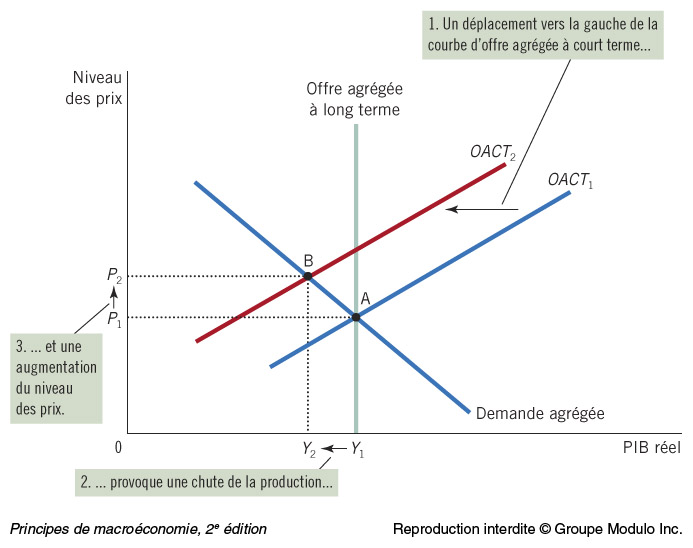 1. Un déplacement vers la gauche de la
courbe d'offre agrégée à court terme...
Niveau
des prix
Offre agrégée
à long terme
OACT2
OACT1
B
P2
A
P1
3. ... et une
augmentation
du niveau
des prix.
Demande agrégée
0
Y2
Y1
PIB réel
2. ... provoque une chute de la production...
Principes de macroéconomie, 2e édition
Reproduction interdite © Groupe Modulo Inc.